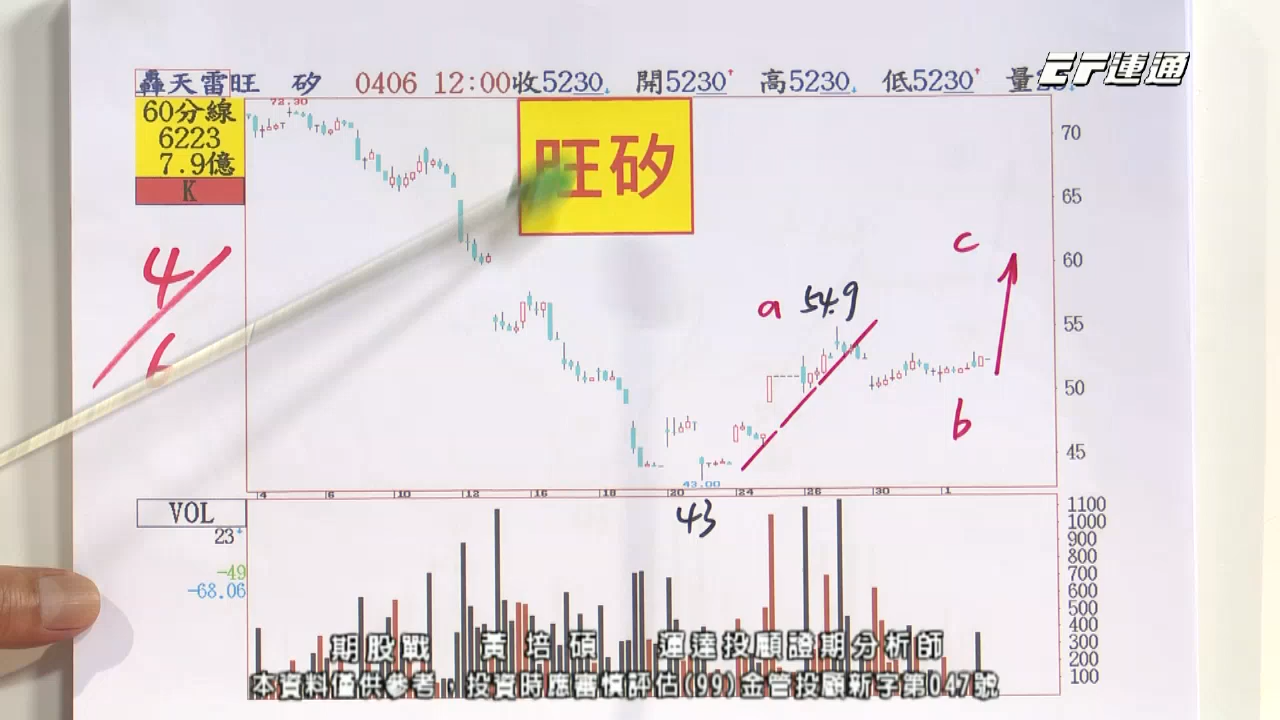 轟天雷旺 矽 0406 12:00收5230 開5230 高5230 低5230 量
EF運通
60分線
6223
7.9億
K
旺矽
4/6
72.30
a 54.9
c
b
43.00
43
70
65
60
55
50
45
4 6 10 12 16 18 20 24 26 30 1
VOL
23
-49
-68.06
1100
1000
900
800
700
600
500
400
300
200
100
期股戰 黃培碩 運達投顧證期分析師
本資料僅供參考,投資時應審慎評估(99)金管投顧新字第047號